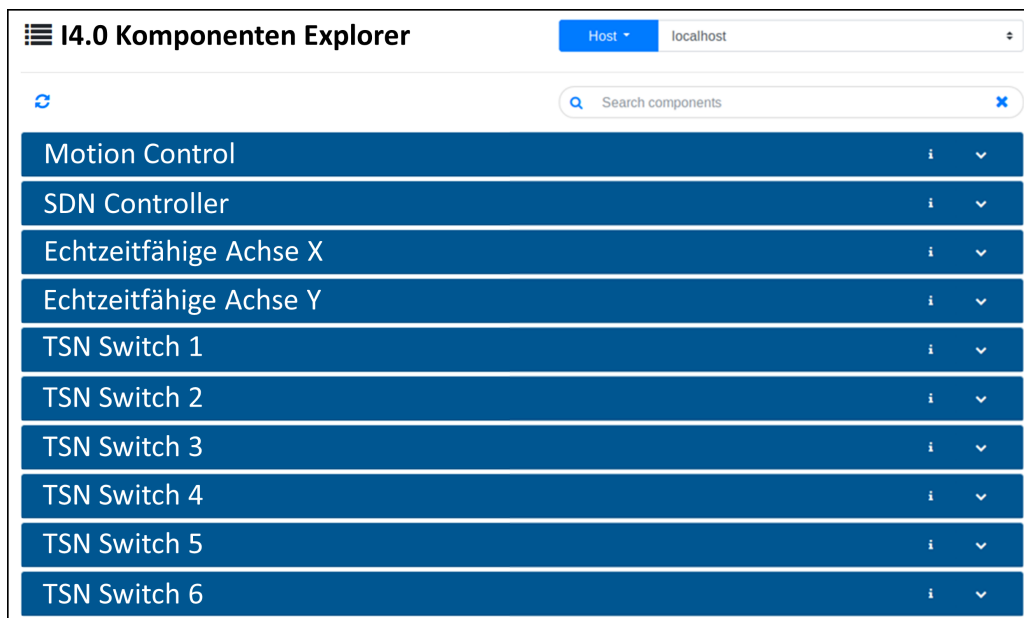 I4.0 Komponenten Explorer
Host localhost
Search components
Motion Control
SDN Controller
Echtzeitfähige Achse X
Echtzeitfähige Achse Y
TSN Switch 1
TSN Switch 2
TSN Switch 3
TSN Switch 4
TSN Switch 5
TSN Switch 6